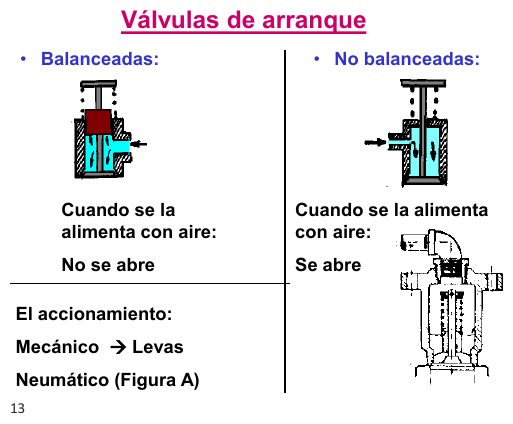 Válvulas de arranque
• Balanceadas:
Cuando se la
alimenta con aire:
No se abre
El accionamiento:
Mecánico → Levas
Neumático (Figura A)
• No balanceadas:
Cuando se la alimenta
con aire:
Se abre
13